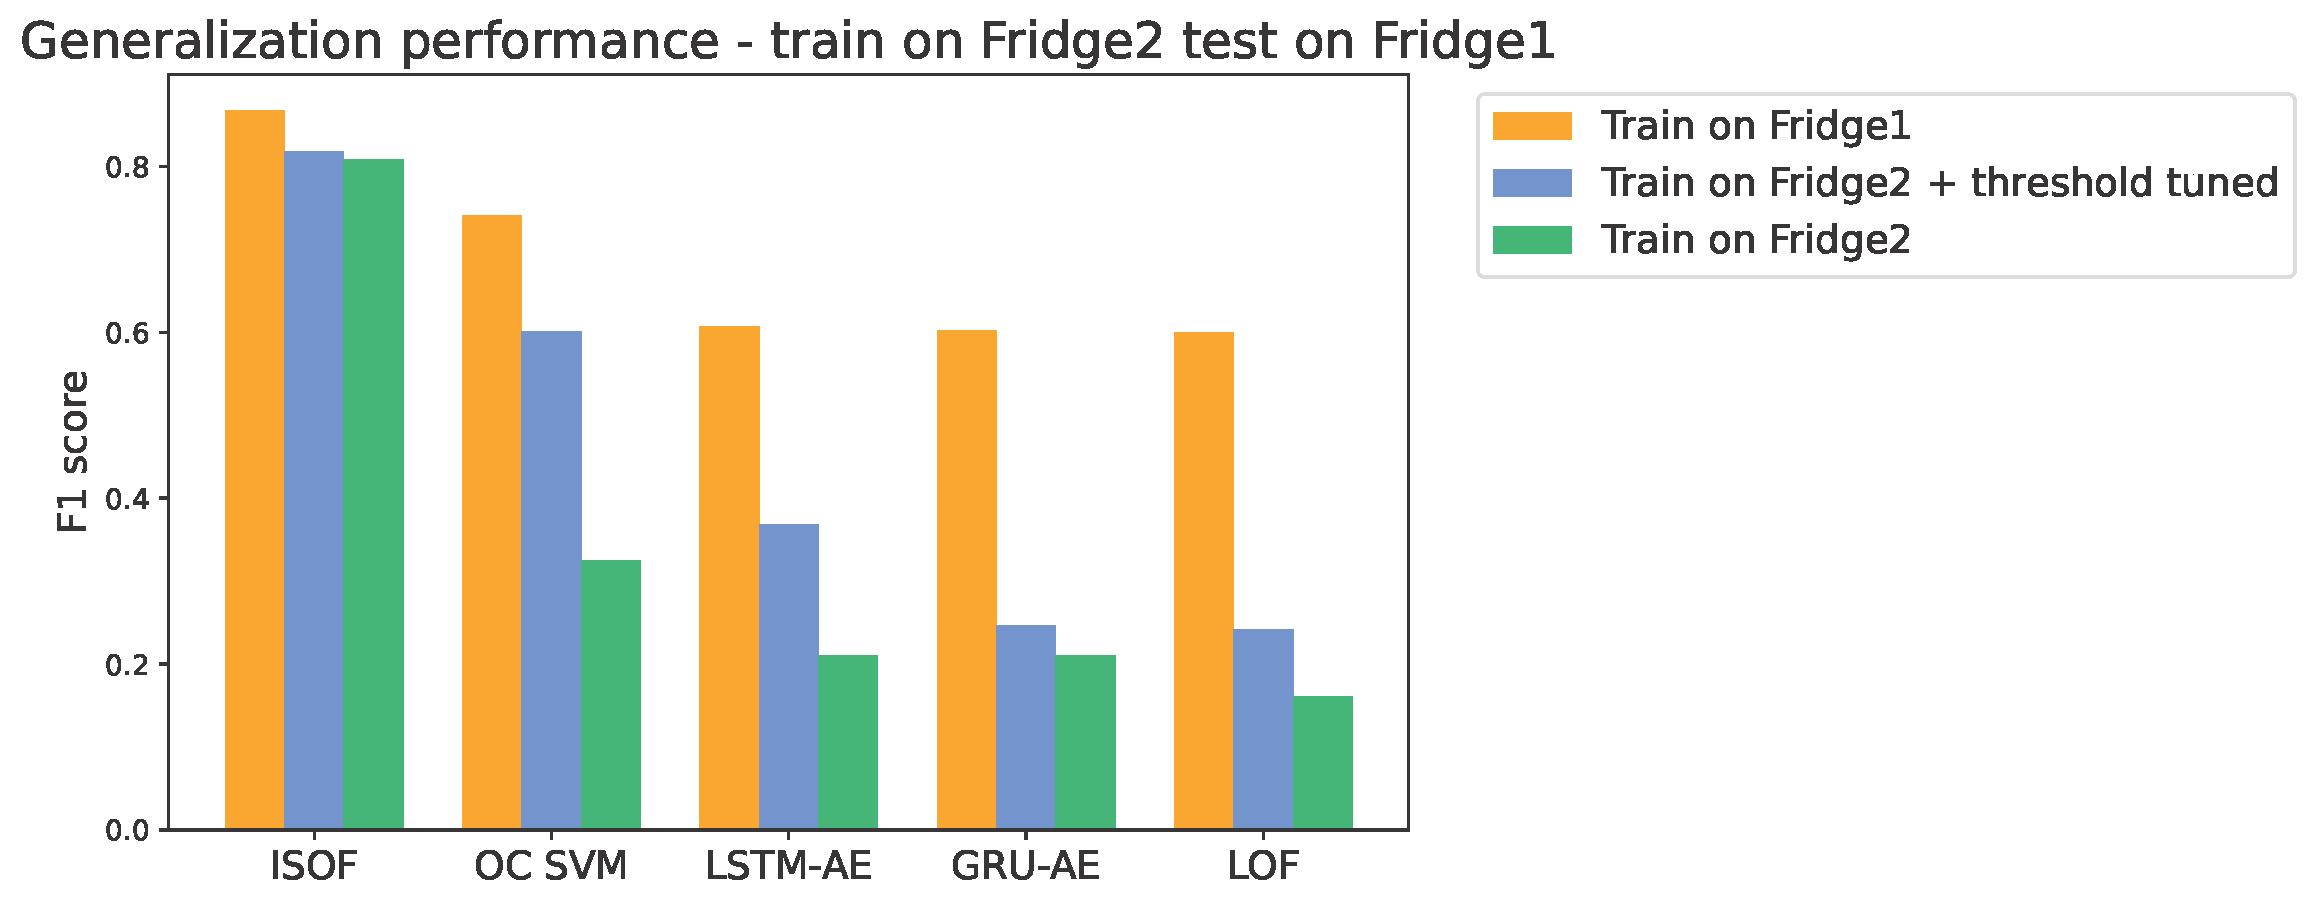 Generalization performance - train on Fridge2 test on Fridge1
Train on Fridge1
Train on Fridge2 + threshold tuned
Train on Fridge2
F1 score
0.8
0.6
0.4
0.2
0.0
ISOF
OC SVM
LSTM-AE
GRU-AE
LOF